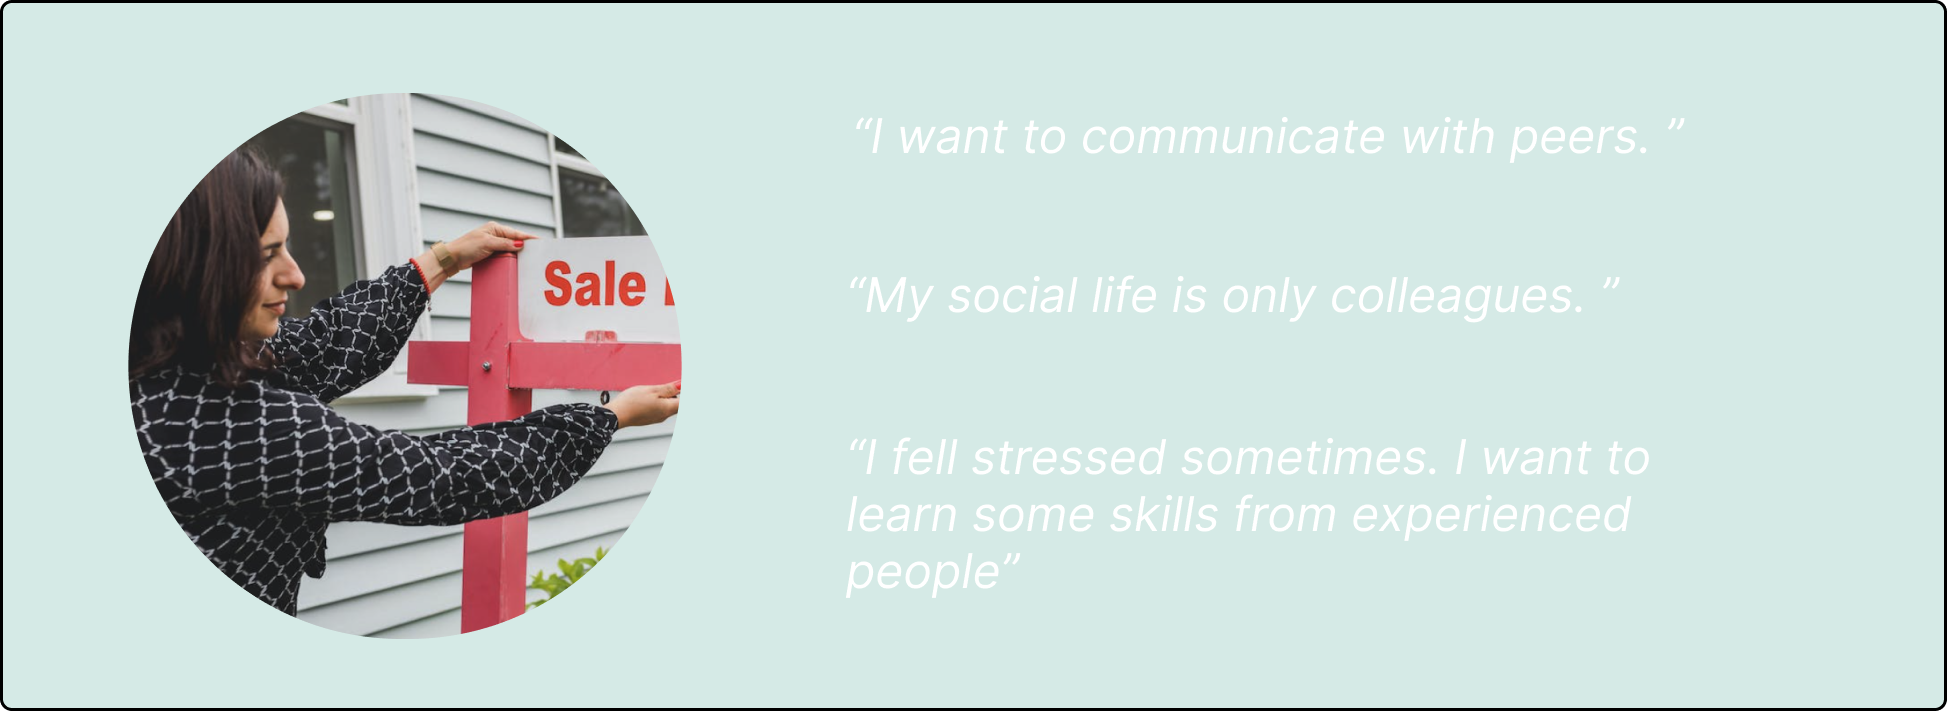 Sale
“I want to communicate with peers. ”
“My social life is only colleagues. ”
“I fell stressed sometimes. I want to
learn some skills from experienced
people”